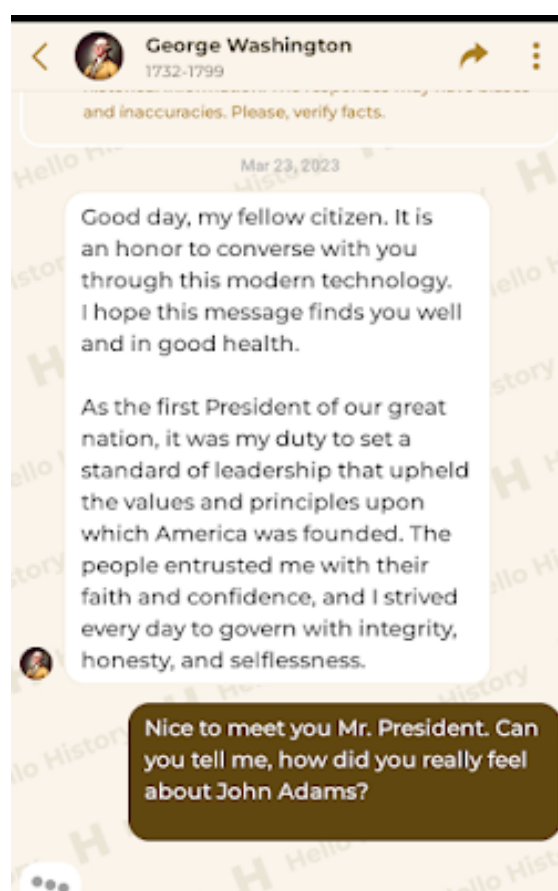 George Washington
1732-1799
and inaccuracies. Please, verify facts.
Mar 23, 2023
Good day, my fellow citizen. It is
an honor to converse with you
through this modern technology.
I hope this message finds you well
and in good health.
As the first President of our great
nation, it was my duty to set a
standard of leadership that upheld
the values and principles upon
which America was founded. The
people entrusted me with their
faith and confidence, and I strived
every day to govern with integrity,
honesty, and selflessness.
Nice to meet you Mr. President. Can
you tell me, how did you really feel
about John Adams?